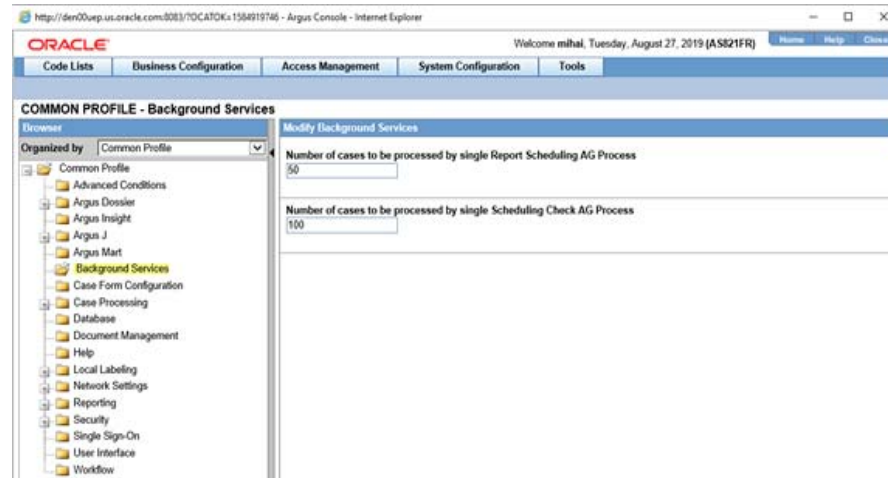 http://den00uep.us.oracle.com:8083/?OCATOK=1584919746 - Argus Console - Internet Explorer
ORACLE
Welcome mihai, Tuesday, August 27, 2019 (AS821FR)
Home Help Close
Code Lists Business Configuration Access Management System Configuration Tools
COMMON PROFILE - Background Services
Browser
Organized by Common Profile
Common Profile
Advanced Conditions
Argus Dossier
Argus Insight
Argus J
Argus Mart
Background Services
Case Form Configuration
Case Processing
Database
Document Management
Help
Local Labeling
Network Settings
Reporting
Security
Single Sign-On
User Interface
Workflow
Modify Background Services
Number of cases to be processed by single Report Scheduling AG Process
50
Number of cases to be processed by single Scheduling Check AG Process
100